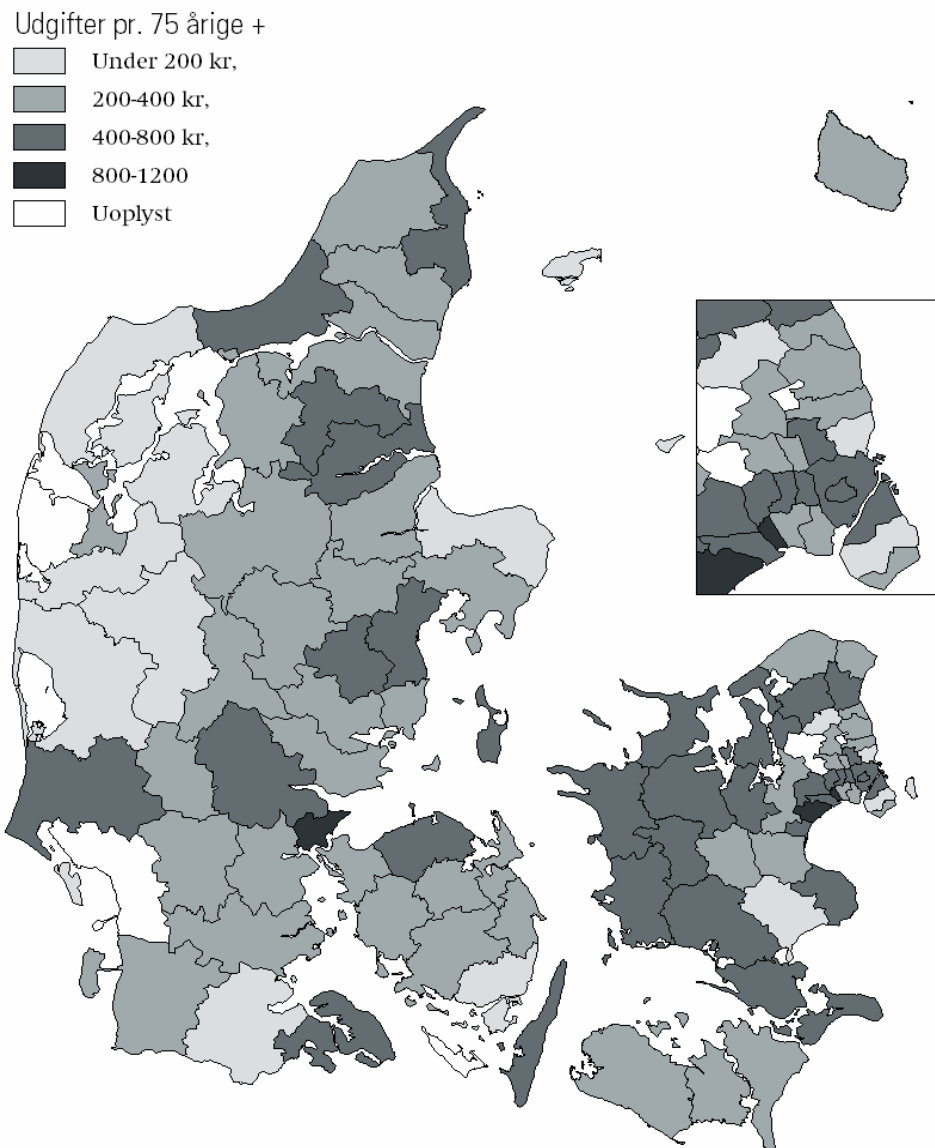 Udgifter pr. 75 årige +
Under 200 kr,
200-400 kr,
400-800 kr,
800-1200
Uoplyst